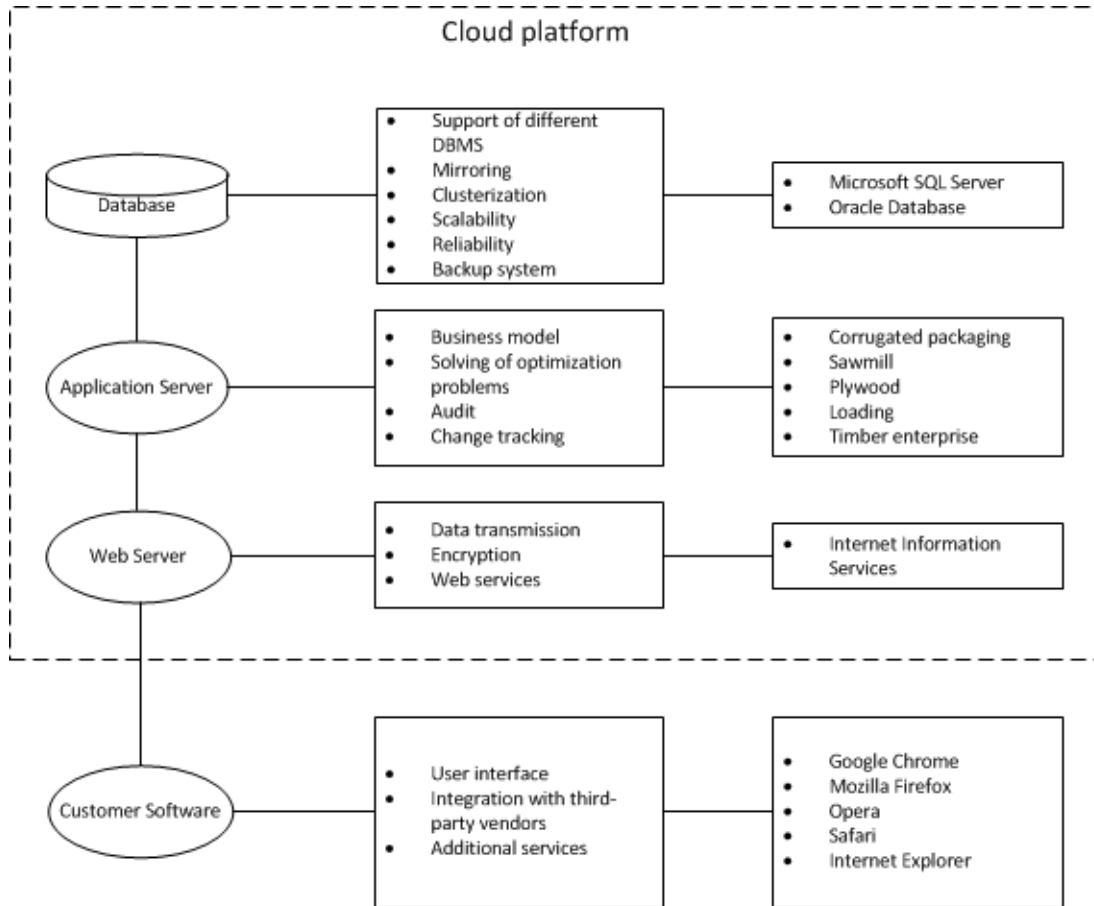 Cloud platform
Database
• Support of different
DBMS
• Mirroring
• Clusterization
• Scalability
• Reliability
• Backup system
• Microsoft SQL Server
• Oracle Database
Application Server
• Business model
• Solving of optimization
problems
• Audit
• Change tracking
• Corrugated packaging
• Sawmill
• Plywood
• Loading
• Timber enterprise
Web Server
• Data transmission
• Encryption
• Web services
• Internet Information
Services
Customer Software
• User interface
• Integration with third-
party vendors
• Additional services
• Google Chrome
• Mozilla Firefox
• Opera
• Safari
• Internet Explorer